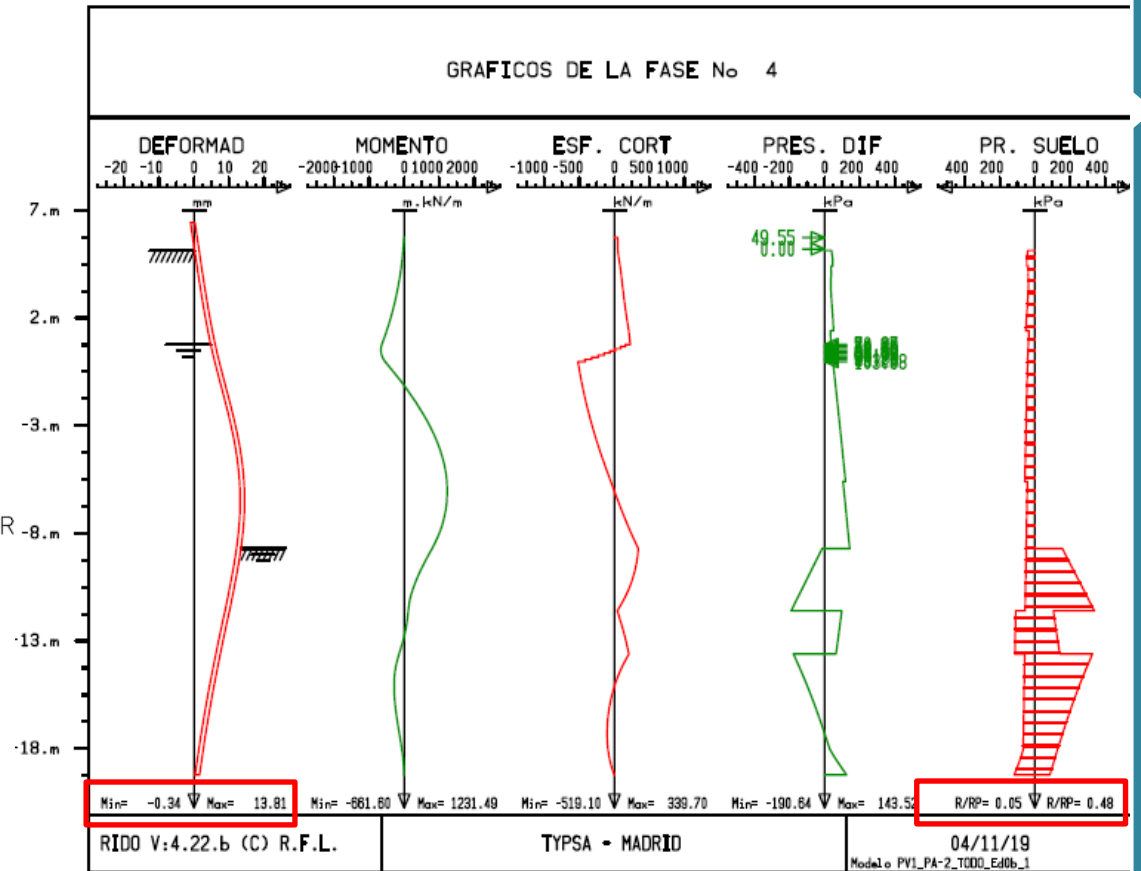 GRAFICOS DE LA FASE No 4
DEFORMAD MOMENTO ESF. CORT PRES. DIF PR. SUELO
-20 -10 0 10 20 -2000-1000 0 1000 2000 -1000 -500 0 500 1000 -400 -200 0 200 400 400 200 0 200 400
mm m.kN/m kN/m kPa kPa
7.m
49.55
0.00
2.m
-3.m
R -8.m
-13.m
-18.m
Min= -0.34 Max= 13.81 Min= -661.60 Max= 1231.49 Min= -519.10 Max= 339.70 Min= -190.64 Max= 143.52 R/RP= 0.05 R/RP= 0.48
RIDO V:4.22.b (C) R.F.L. TYPSA - MADRID 04/11/19
Modelo PV1_PA-2_TODO_Ed0b_1